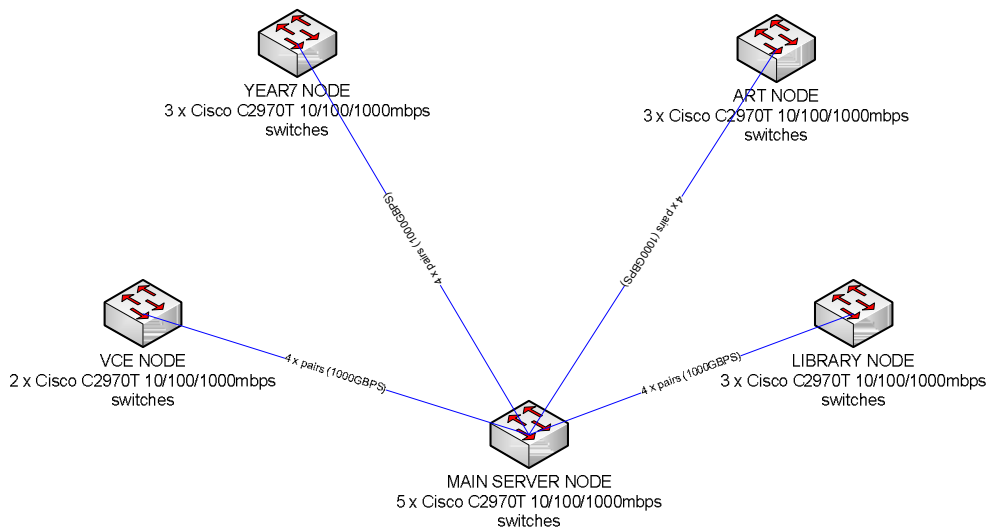 YEAR7 NODE
3 x Cisco C2970T 10/100/1000mbps
switches
ART NODE
3 x Cisco C2970T 10/100/1000mbps
switches
4 x pairs (1000GBPS)
4 x pairs (1000GBPS)
VCE NODE
2 x Cisco C2970T 10/100/1000mbps
switches
4 x pairs (1000GBPS)
4 x pairs (1000GBPS)
LIBRARY NODE
3 x Cisco C2970T 10/100/1000mbps
switches
MAIN SERVER NODE
5 x Cisco C2970T 10/100/1000mbps
switches